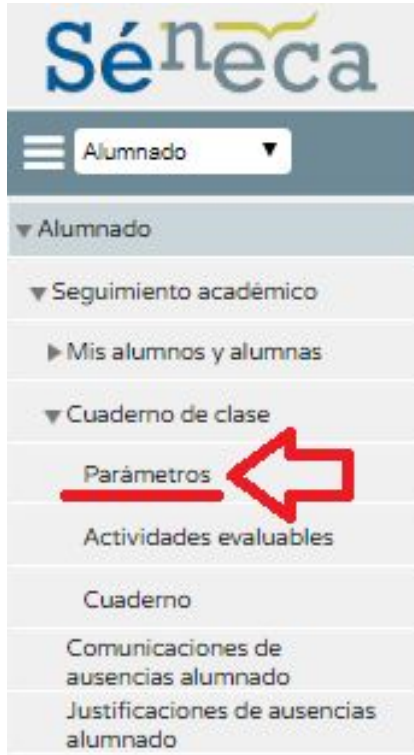 Séneca
Alumnado
Alumnado
Seguimiento académico
Mis alumnos y alumnas
Cuaderno de clase
Parámetros
Actividades evaluables
Cuaderno
Comunicaciones de
ausencias alumnado
Justificaciones de ausencias
alumnado